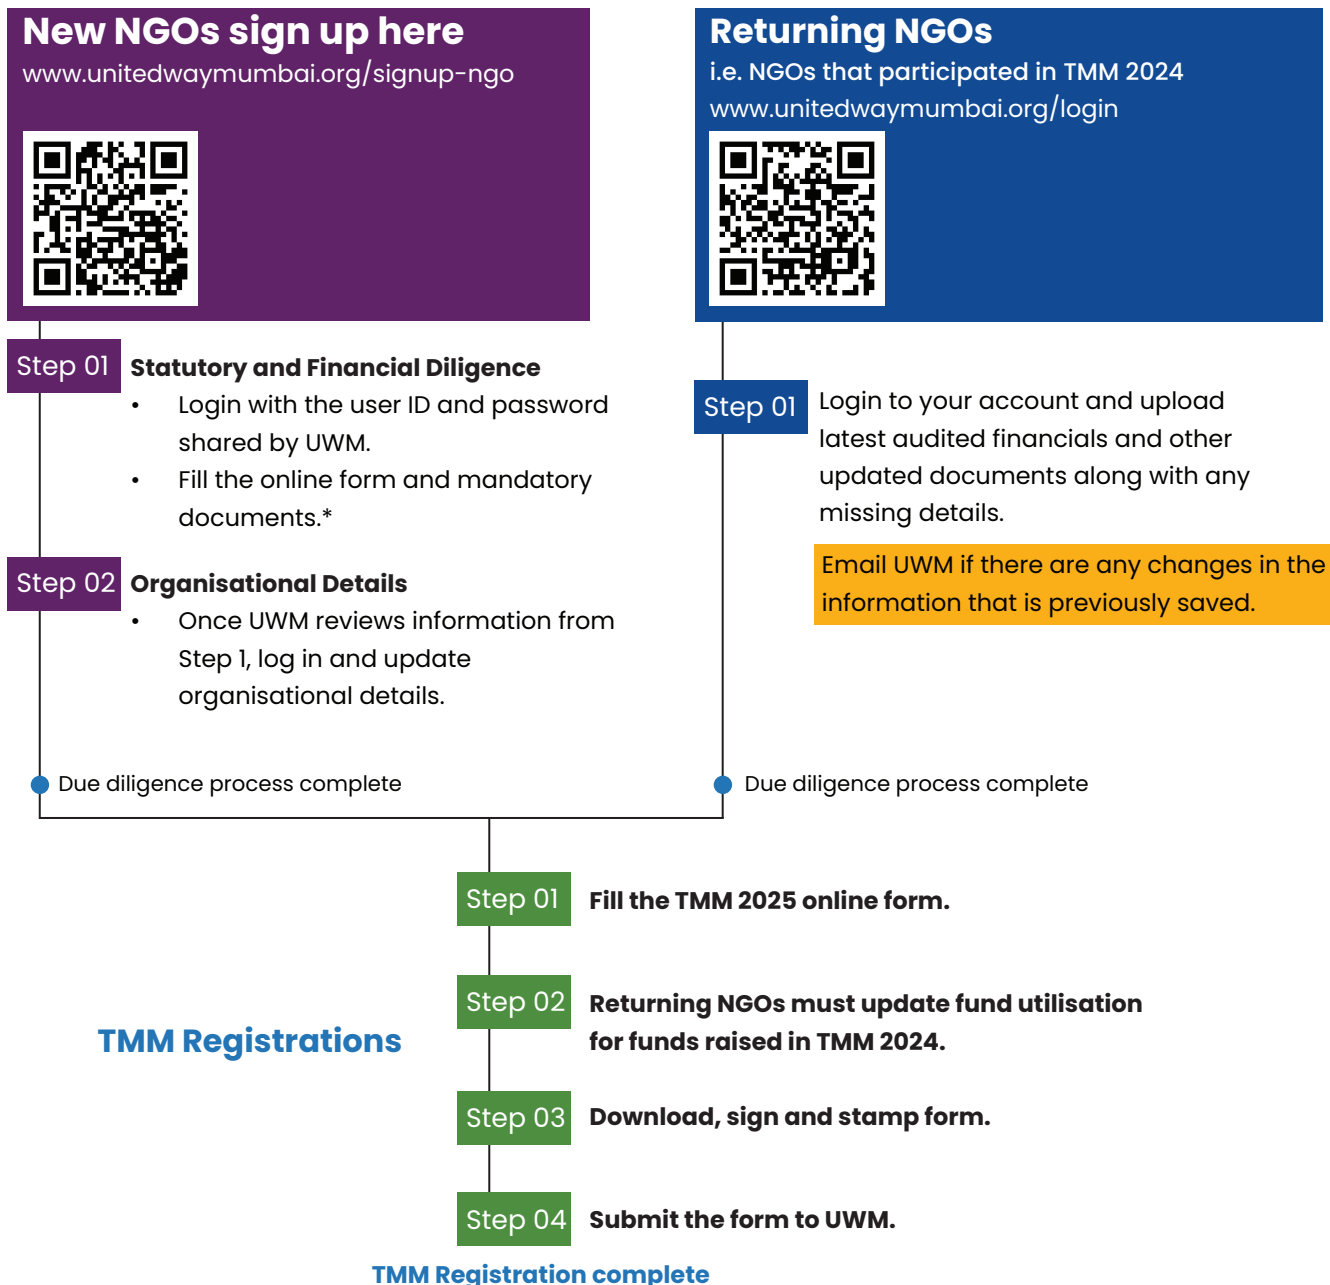 New NGOs sign up here
www.unitedwaymumbai.org/signup-ngo
Step 01
Statutory and Financial Diligence
• Login with the user ID and password
shared by UWM.
• Fill the online form and mandatory
documents.*
Step 02
Organisational Details
• Once UWM reviews information from
Step 1, log in and update
organisational details.
Due diligence process complete
Returning NGOs
i.e. NGOs that participated in TMM 2024
www.unitedwaymumbai.org/login
Step 01
Login to your account and upload
latest audited financials and other
updated documents along with any
missing details.
Email UWM if there are any changes in the
information that is previously saved.
Due diligence process complete
TMM Registrations
Step 01
Fill the TMM 2025 online form.
Step 02
Returning NGOs must update fund utilisation
for funds raised in TMM 2024.
Step 03
Download, sign and stamp form.
Step 04
Submit the form to UWM.
TMM Registration complete